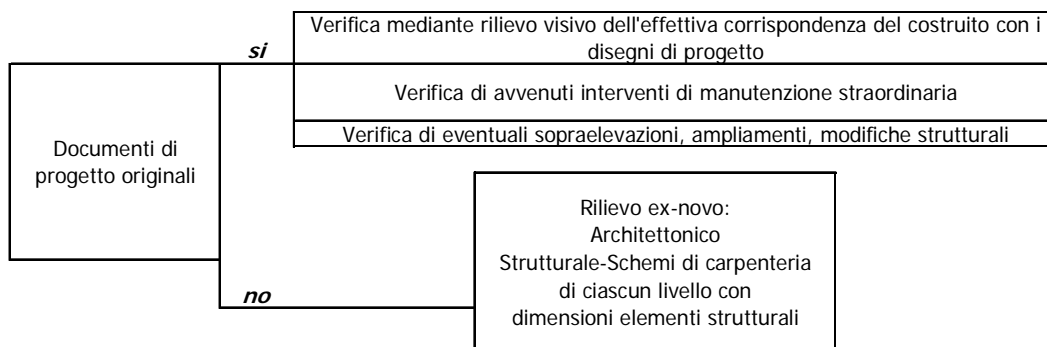 Verifica mediante rilievo visivo dell'effettiva corrispondenza del costruito con i
disegni di progetto
si
Verifica di avvenuti interventi di manutenzione straordinaria
Verifica di eventuali sopraelevazioni, ampliamenti, modifiche strutturali
Documenti di
progetto originali
Rilievo ex-novo:
Architettonico
Strutturale-Schemi di carpenteria
di ciascun livello con
dimensioni elementi strutturali
no